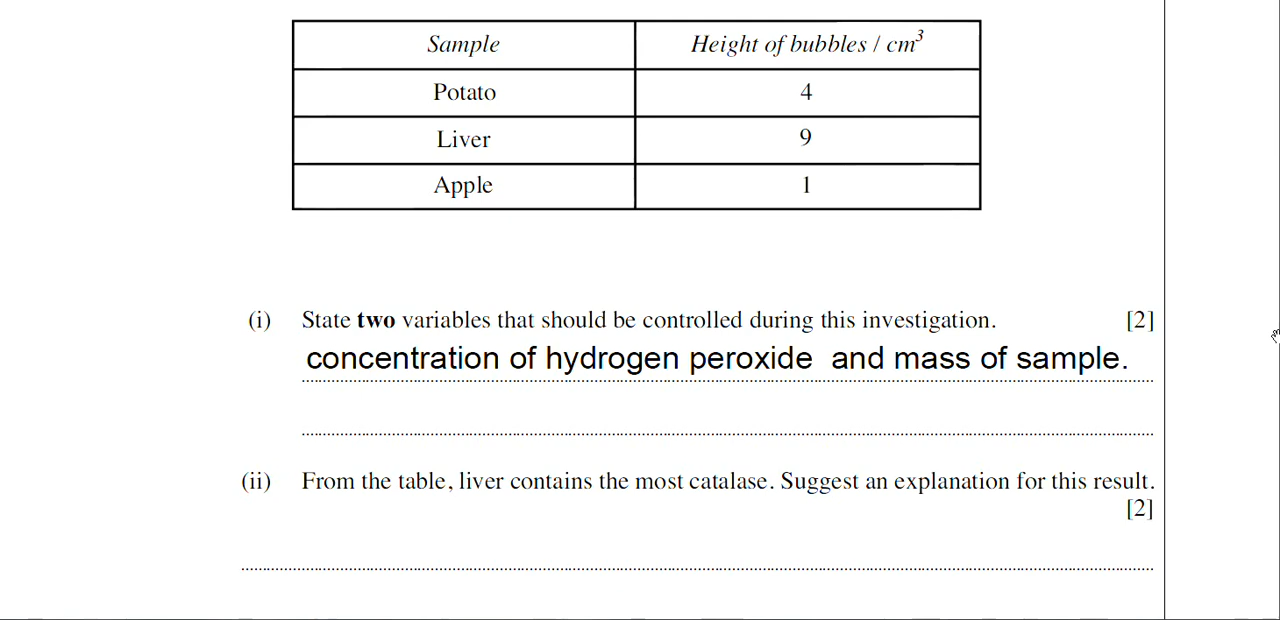 Sample Height of bubbles / cm³
Potato 4
Liver 9
Apple 1
(i) State two variables that should be controlled during this investigation. [2]
concentration of hydrogen peroxide and mass of sample.
(ii) From the table, liver contains the most catalase. Suggest an explanation for this result.
[2]